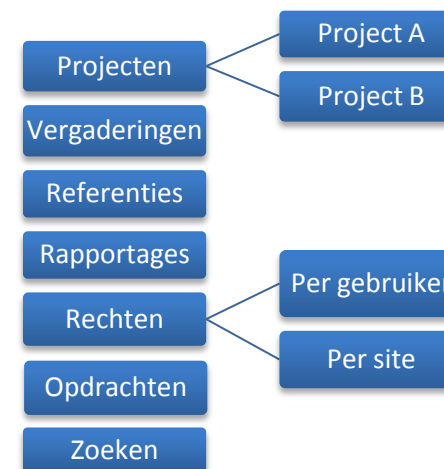 Projecten
Project A
Project B
Vergaderingen
Referenties
Rapportages
Rechten
Per gebruiker
Per site
Opdrachten
Zoeken